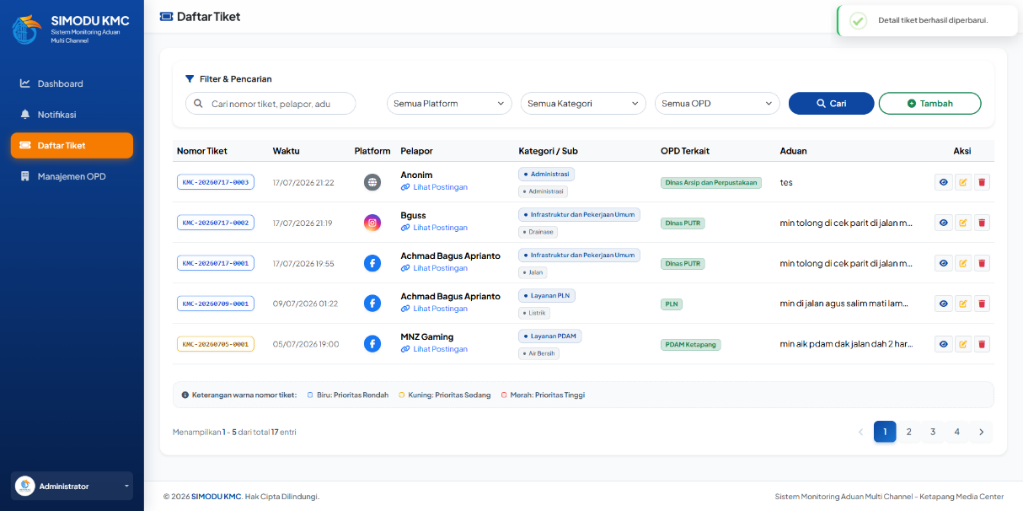 SIMODU KMC
Sistem Monitoring Aduan
Multi Channel
Daftar Tiket
Detail tiket berhasil diperbarui.
Dashboard
Notifikasi
Daftar Tiket
Manajemen OPD
Filter & Pencarian
Cari nomor tiket, pelapor, adu
Semua Platform
Semua Kategori
Semua OPD
Cari
Tambah
Nomor Tiket Waktu Platform Pelapor Kategori / Sub OPD Terkait Aduan Aksi
KMC-20260717-0003 17/07/2026 21:22 Anonim Lihat Postingan Administrasi Administrasi Dinas Arsip dan Perpustakaan tes
KMC-20260717-0002 17/07/2026 21:19 Bguss Lihat Postingan Infrastruktur dan Pekerjaan Umum Drainase Dinas PUTR min tolong di cek parit di jalan m...
KMC-20260717-0001 17/07/2026 19:55 Achmad Bagus Aprianto Lihat Postingan Infrastruktur dan Pekerjaan Umum Jalan Dinas PUTR min tolong di cek parit di jalan m...
KMC-20260709-0001 09/07/2026 01:22 Achmad Bagus Aprianto Lihat Postingan Layanan PLN Listrik PLN min di jalan agus salim mati lam...
KMC-20260705-0001 05/07/2026 19:00 MNZ Gaming Lihat Postingan Layanan PDAM Air Bersih PDAM Ketapang min aik pdam dak jalan dah 2 har...
Keterangan warna nomor tiket: Biru: Prioritas Rendah Kuning: Prioritas Sedang Merah: Prioritas Tinggi
Menampilkan 1 - 5 dari total 17 entri
1 2 3 4
Administrator
© 2026 SIMODU KMC. Hak Cipta Dilindungi.
Sistem Monitoring Aduan Multi Channel - Ketapang Media Center